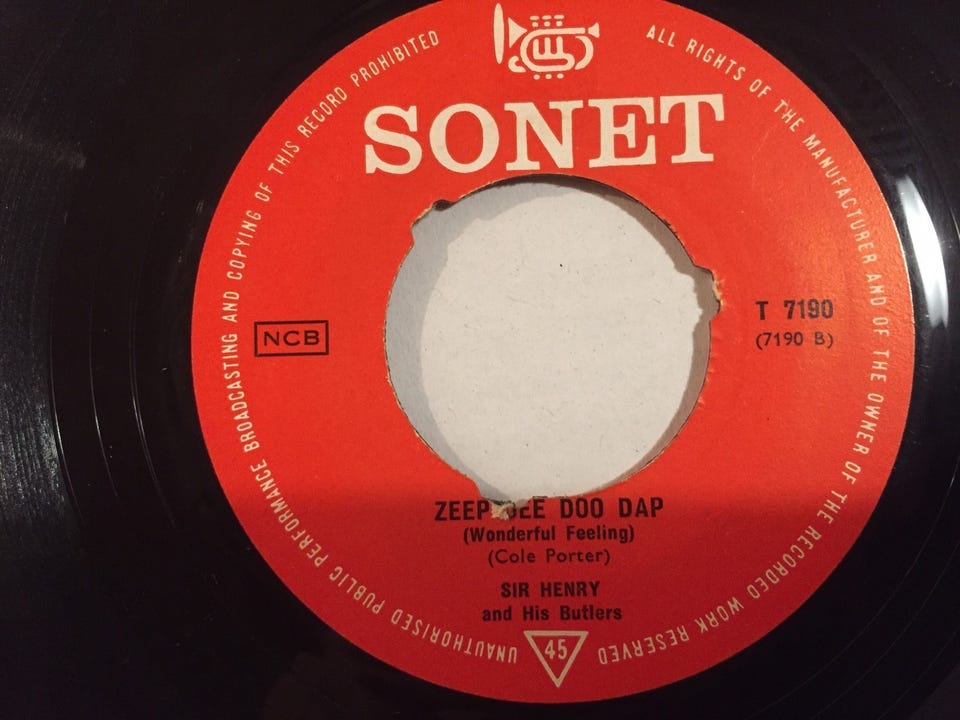 SONET
ALL RIGHTS OF THE MANUFACTURER AND OF THE OWNER OF THE RECORDED WORK RESERVED
UNAUTHORISED PUBLIC PERFORMANCE BROADCASTING AND COPYING OF THIS RECORD PROHIBITED
NCB
T 7190
(7190 B)
ZEEP DOO DAP
(Wonderful Feeling)
(Cole Porter)
SIR HENRY
and His Butlers
45